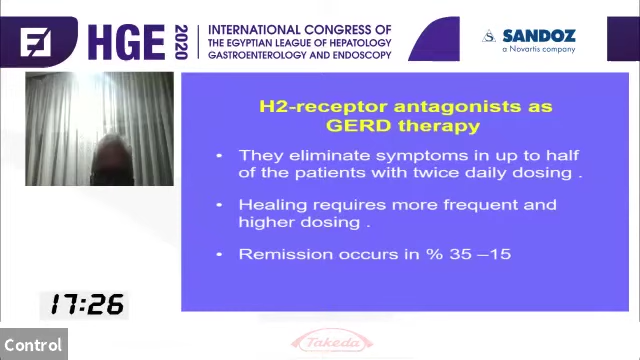 HGE 2020
INTERNATIONAL CONGRESS
OF THE EGYPTIAN LEAGUE OF HEPATOLOGY
GASTROENTEROLOGY AND ENDOSCOPY
SANDOZ
a Novartis company
H2-receptor antagonists as
GERD therapy
• They eliminate symptoms in up to half
of the patients with twice daily dosing .
• Healing requires more frequent and
higher dosing .
• Remission occurs in % 35 –15
17:26
Control
Takeda